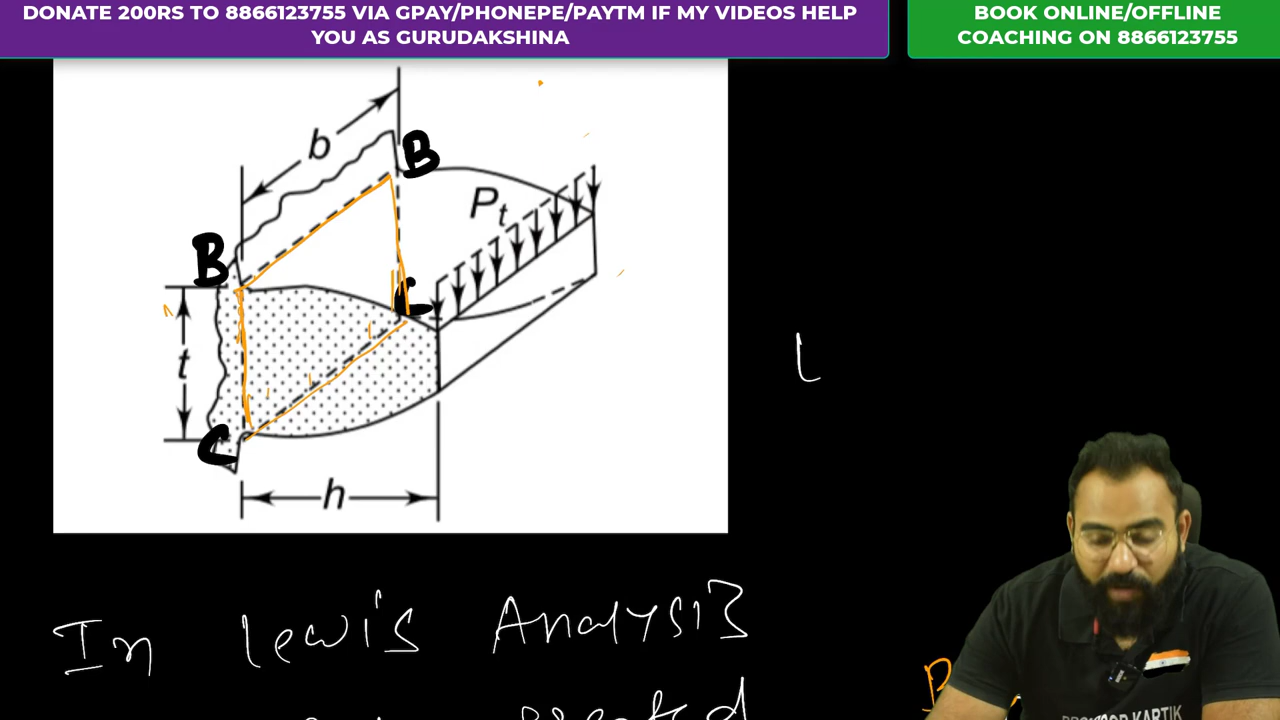 DONATE 200RS TO 8866123755 VIA GPAY/PHONEPE/PAYTM IF MY VIDEOS HELP
YOU AS GURUDAKSHINA
BOOK ONLINE/OFFLINE
COACHING ON 8866123755
b
B
Pt
B
C
t
C
h
L
In Lewis Analysis